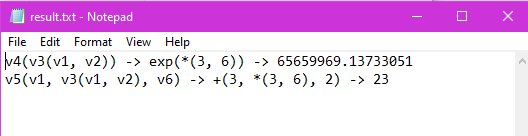 result.txt - Notepad
File Edit Format View Help
v4(v3(v1, v2)) -> exp(*(3, 6)) -> 65659969.13733051
v5(v1, v3(v1, v2), v6) -> +(3, *(3, 6), 2) -> 23